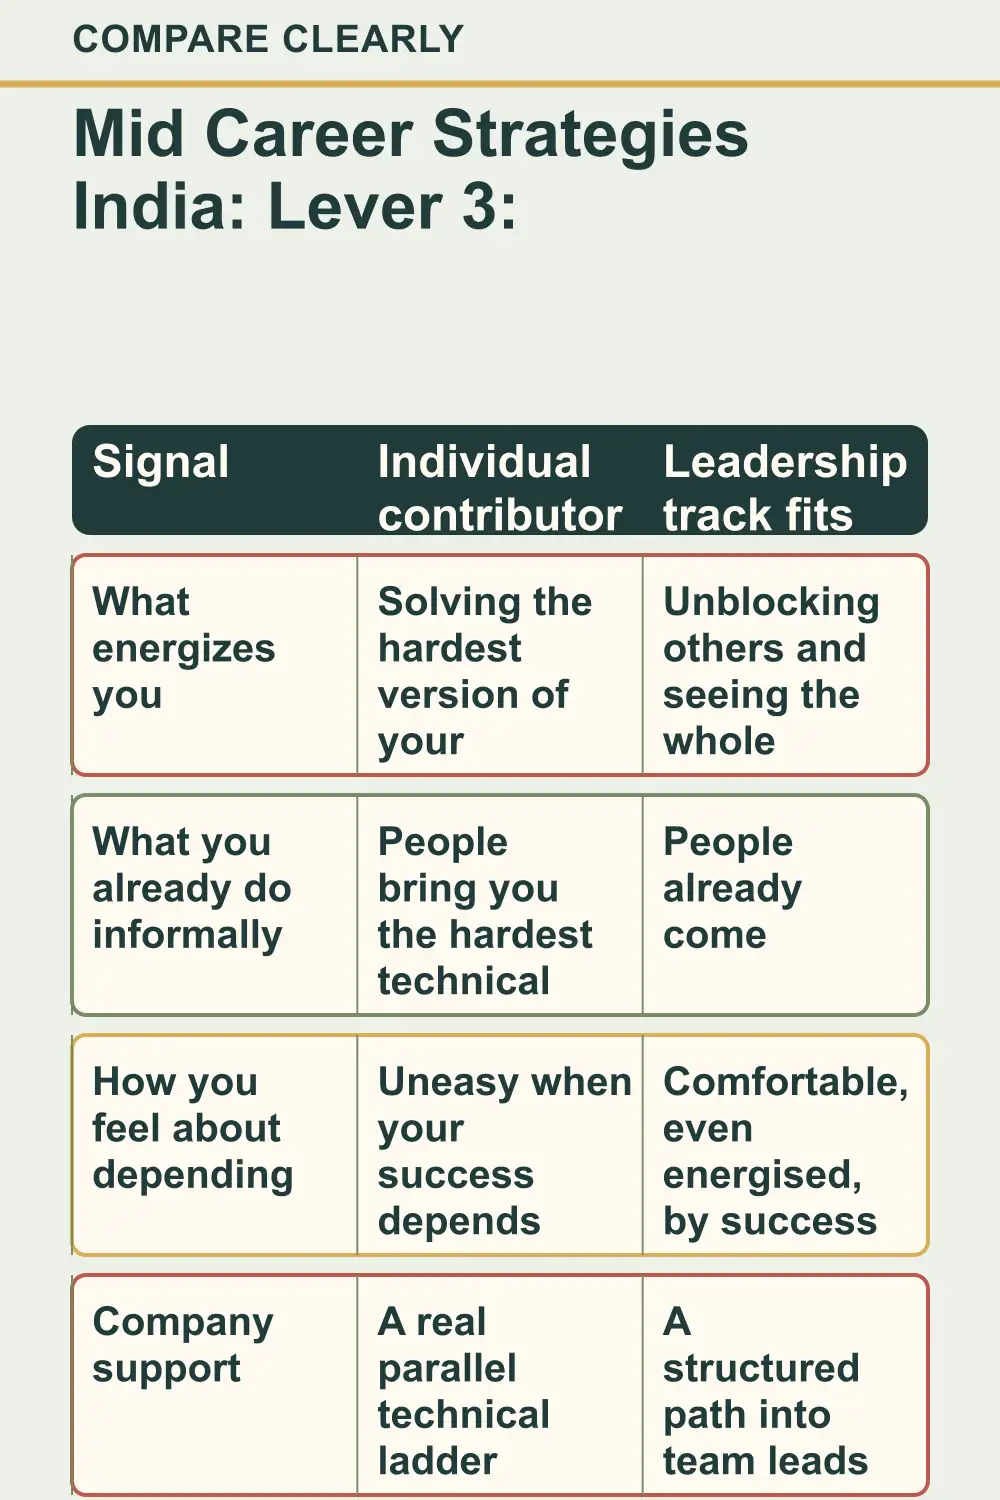 COMPARE CLEARLY
Mid Career Strategies
India: Lever 3:
Signal
Individual
contributor
Leadership
track fits
What
energizes
you
Solving the
hardest
version of
your
Unblocking
others and
seeing the
whole
What you
already do
informally
People
bring you
the hardest
technical
People
already
come
How you
feel about
depending
Uneasy when
your
success
depends
Comfortable,
even
energised,
by success
Company
support
A real
parallel
technical
ladder
A
structured
path into
team leads